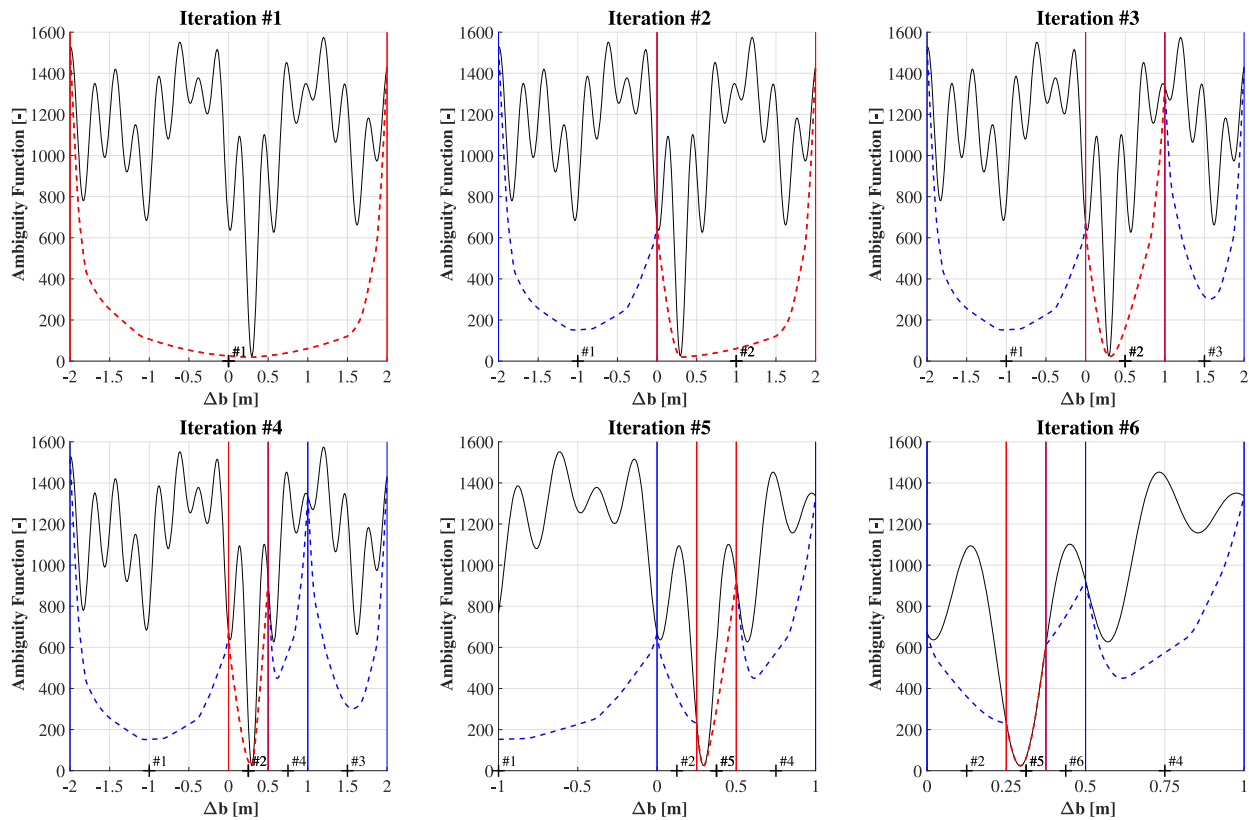 Iteration #1
Ambiguity Function [-]
1600
1400
1200
1000
800
600
400
200
0
#1
-2 -1.5 -1 -0.5 0 0.5 1 1.5 2
Δb [m]
Iteration #2
Ambiguity Function [-]
1600
1400
1200
1000
800
600
400
200
0
#1 #2
-2 -1.5 -1 -0.5 0 0.5 1 1.5 2
Δb [m]
Iteration #3
Ambiguity Function [-]
1600
1400
1200
1000
800
600
400
200
0
#1 #2 #3
-2 -1.5 -1 -0.5 0 0.5 1 1.5 2
Δb [m]
Iteration #4
Ambiguity Function [-]
1600
1400
1200
1000
800
600
400
200
0
#1 #2 #4 #3
-2 -1.5 -1 -0.5 0 0.5 1 1.5 2
Δb [m]
Iteration #5
Ambiguity Function [-]
1600
1400
1200
1000
800
600
400
200
0
#1 #2 #5 #4
-1 -0.5 0 0.5 1
Δb [m]
Iteration #6
Ambiguity Function [-]
1600
1400
1200
1000
800
600
400
200
0
#2 #5 #6 #4
0 0.25 0.5 0.75 1
Δb [m]